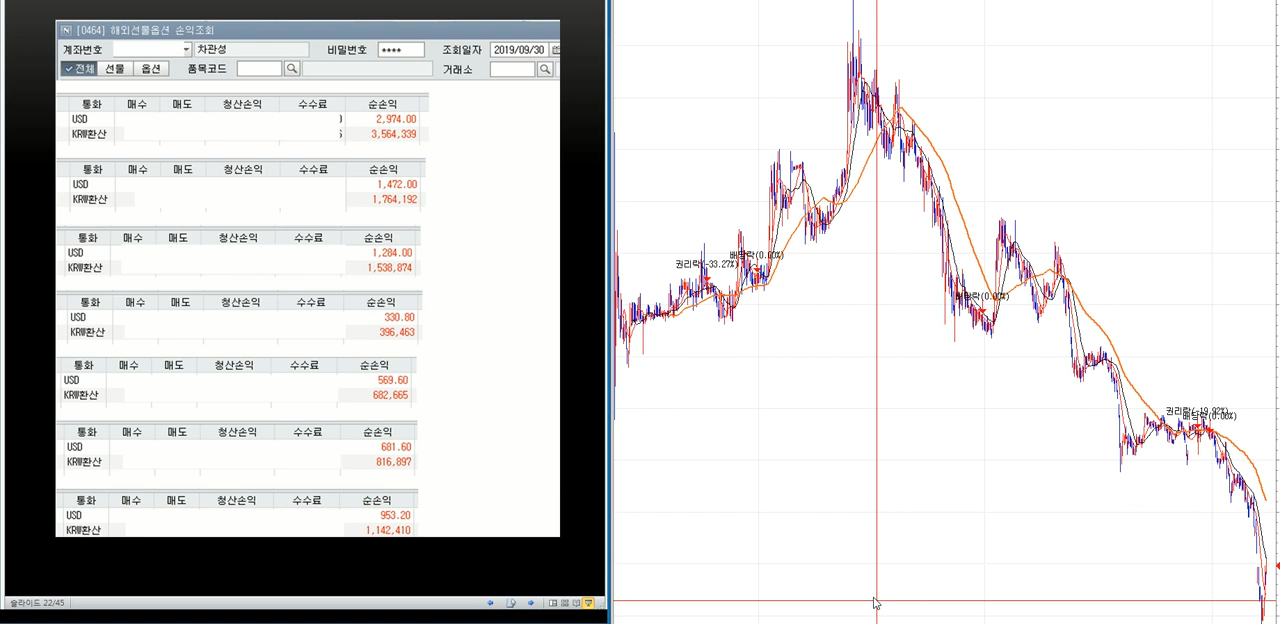 [0464] 해외선물옵션 손익조회
계좌번호 차관성 비밀번호 **** 조회일자 2019/09/30
✓전체 선물 옵션 품목코드 거래소
통화 매수 매도 청산손익 수수료 순손익
USD 2,974.00
KRW환산 3,564,339
통화 매수 매도 청산손익 수수료 순손익
USD 1,472.00
KRW환산 1,764,192
통화 매수 매도 청산손익 수수료 순손익
USD 1,284.00
KRW환산 1,538,874
통화 매수 매도 청산손익 수수료 순손익
USD 330.80
KRW환산 396,463
통화 매수 매도 청산손익 수수료 순손익
USD 569.60
KRW환산 682,665
통화 매수 매도 청산손익 수수료 순손익
USD 681.60
KRW환산 816,897
통화 매수 매도 청산손익 수수료 순손익
USD 953.20
KRW환산 1,142,410
슬라이드 22/45
배당락(0.00%)
권리락(-33.27%)
배당락(0.00%)
권리락(-19.92%)
배당락(0.00%)